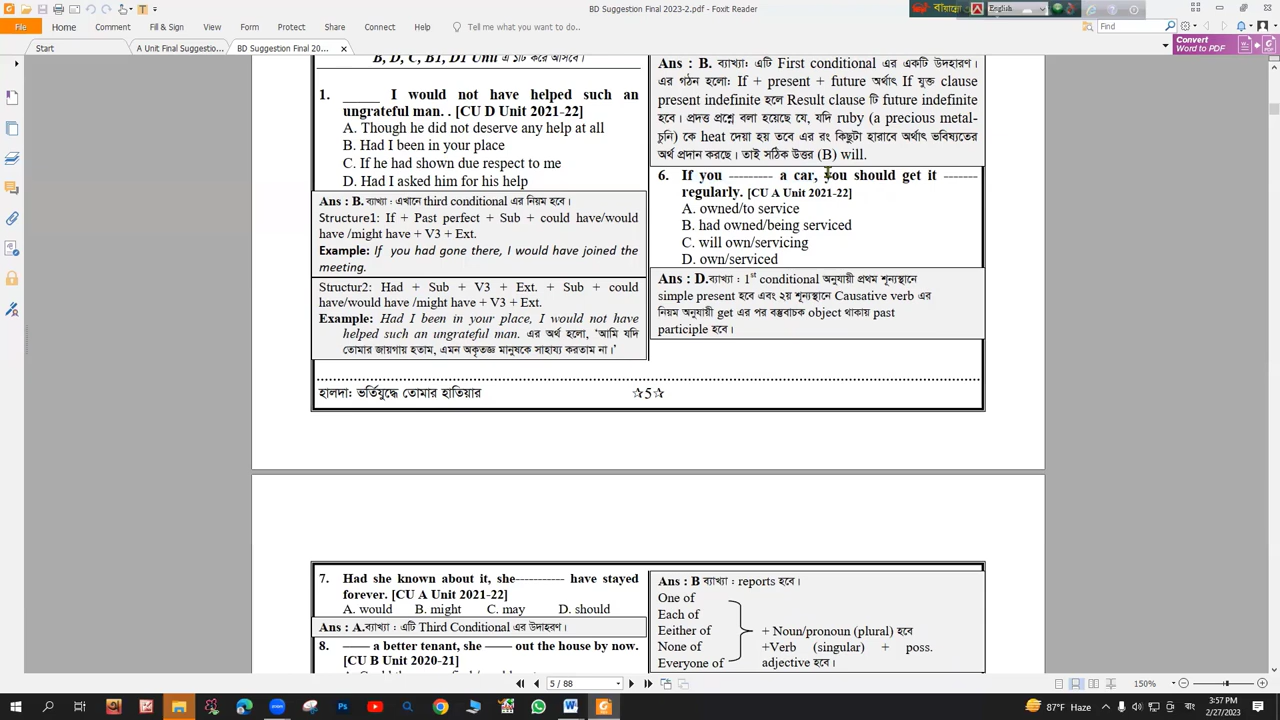 BD Suggestion Final 2023-2.pdf - Foxit Reader
English
File
Home
Comment
Fill & Sign
View
Form
Protect
Share
Connect
Help
Tell me what you want to do...
Find
Start
A Unit Final Suggestio...
BD Suggestion Final 20...
Convert
Word to PDF
B, D, C, B1, D1 Unit এ ১টি করে আসবে।
1. _____ I would not have helped such an
ungrateful man. . [CU D Unit 2021-22]
A. Though he did not deserve any help at all
B. Had I been in your place
C. If he had shown due respect to me
D. Had I asked him for his help
Ans : B. ব্যাখ্যা: এখানে third conditional এর নিয়ম হবে।
Structure1: If + Past perfect + Sub + could have/would
have /might have + V3 + Ext.
Example: If you had gone there, I would have joined the
meeting.
Structur2: Had + Sub + V3 + Ext. + Sub + could
have/would have /might have + V3 + Ext.
Example: Had I been in your place, I would not have
helped such an ungrateful man. এর অর্থ হলো, ‘আমি যদি
তোমার জায়গায় হতাম, এমন অকৃতজ্ঞ মানুষকে সাহায্য করতাম না।’
Ans: B. ব্যাখ্যা: এটি First conditional এর একটি উদাহরণ।
এর গঠন হলো: If + present + future অর্থাৎ If যুক্ত clause
present indefinite হলে Result clause টি future indefinite
হবে। প্রদত্ত প্রশ্নে বলা হয়েছে যে, যদি ruby (a precious metal-
চুনি) কে heat দেয়া হয় তবে এর রং কিছুটা হারাবে অর্থাৎ ভবিষ্যতের
অর্থ প্রদান করছে। তাই সঠিক উত্তর (B) will.
6. If you --------- a car, you should get it -------
regularly. [CU A Unit 2021-22]
A. owned/to service
B. had owned/being serviced
C. will own/servicing
D. own/serviced
Ans : D. ব্যাখ্যা : 1st conditional অনুযায়ী প্রথম শূন্যস্থানে
simple present হবে এবং ২য় শূন্যস্থানে Causative verb এর
নিয়ম অনুযায়ী get এর পর বস্তুবাচক object থাকায় past
participle হবে।
হালদা: ভর্তিযুদ্ধে তোমার হাতিয়ার
☆5☆
7. Had she known about it, she----------- have stayed
forever. [CU A Unit 2021-22]
A. would B. might C. may D. should
Ans : A.ব্যাখ্যা : এটি Third Conditional এর উদাহরণ।
8. —— a better tenant, she —— out the house by now.
[CU B Unit 2020-21]
Ans : B ব্যাখ্যা : reports হবে।
One of
Each of
Eeither of
None of
Everyone of
+ Noun/pronoun (plural) হবে
+Verb (singular) + poss.
adjective হবে।
5 / 88
150%
87°F Haze
3:57 PM
2/27/2023